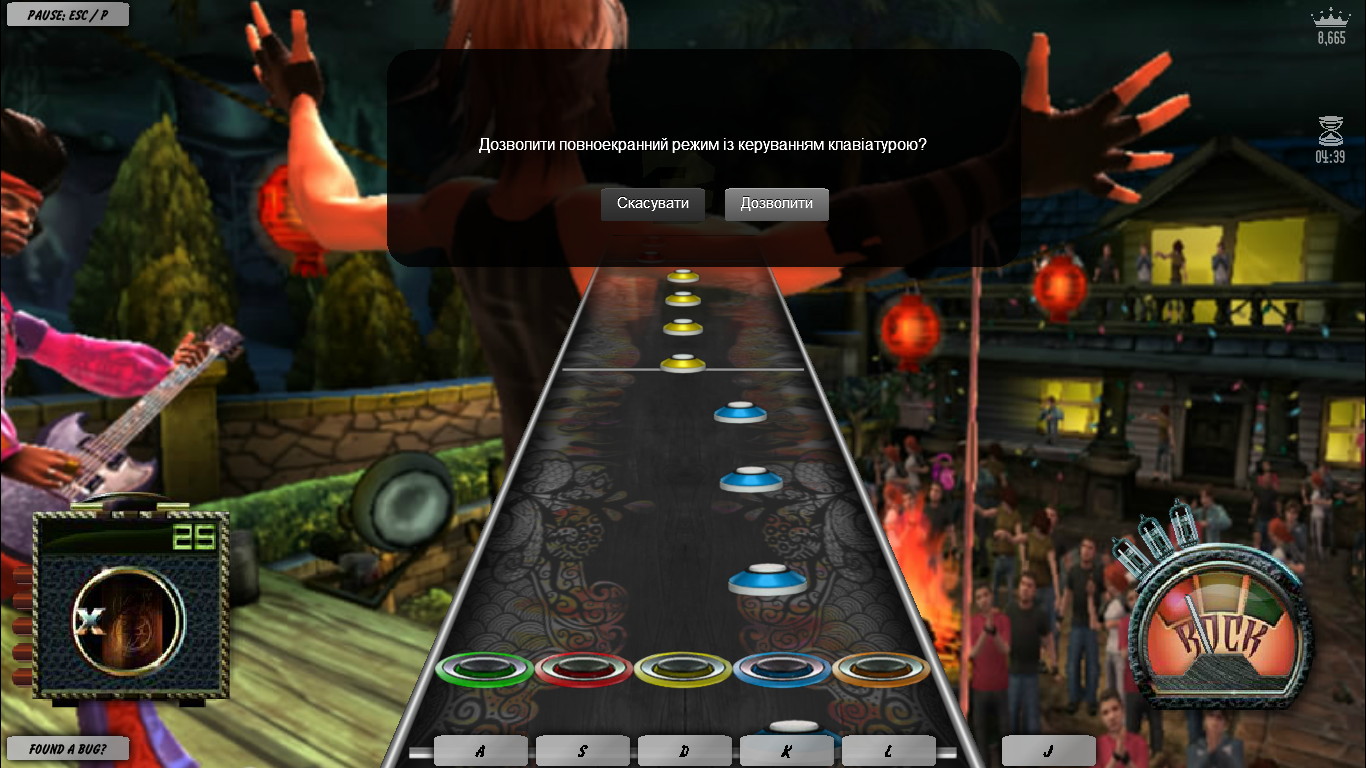 PAUSE: ESC / P
8,665
Дозволити повноекранний режим із керуванням клавіатурою?
04:39
Скасувати
Дозволити
25
X
ROCK
FOUND A BUG?
A
S
D
K
L
J